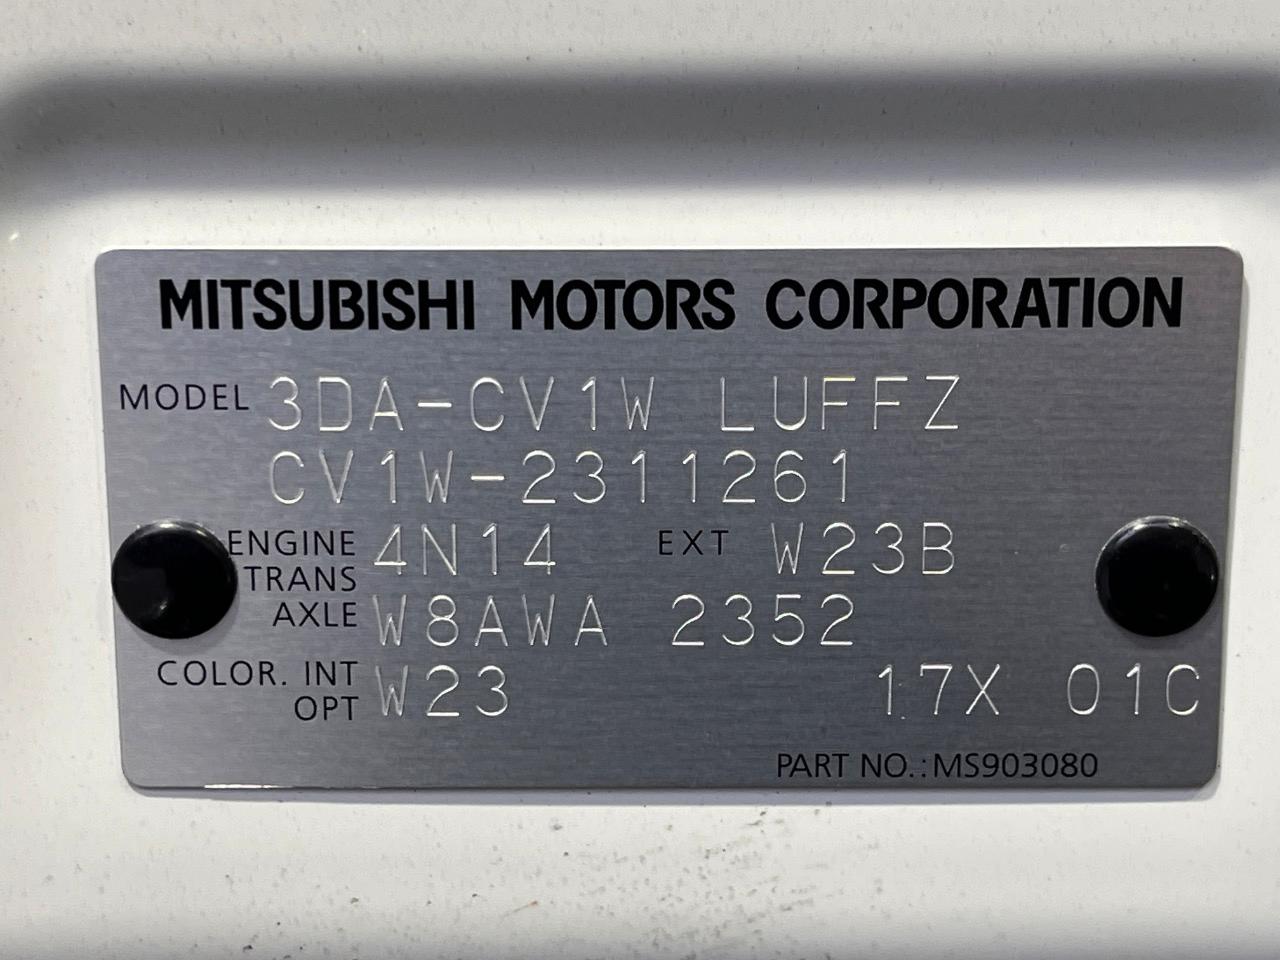 MITSUBISHI MOTORS CORPORATION
MODEL 3DA-CV1W LUFFZ
CV1W-2311261
ENGINE 4N14 EXT W23B
TRANS
AXLE W8AWA 2352
COLOR. INT
OPT W23 17X 01C
PART NO.: MS903080